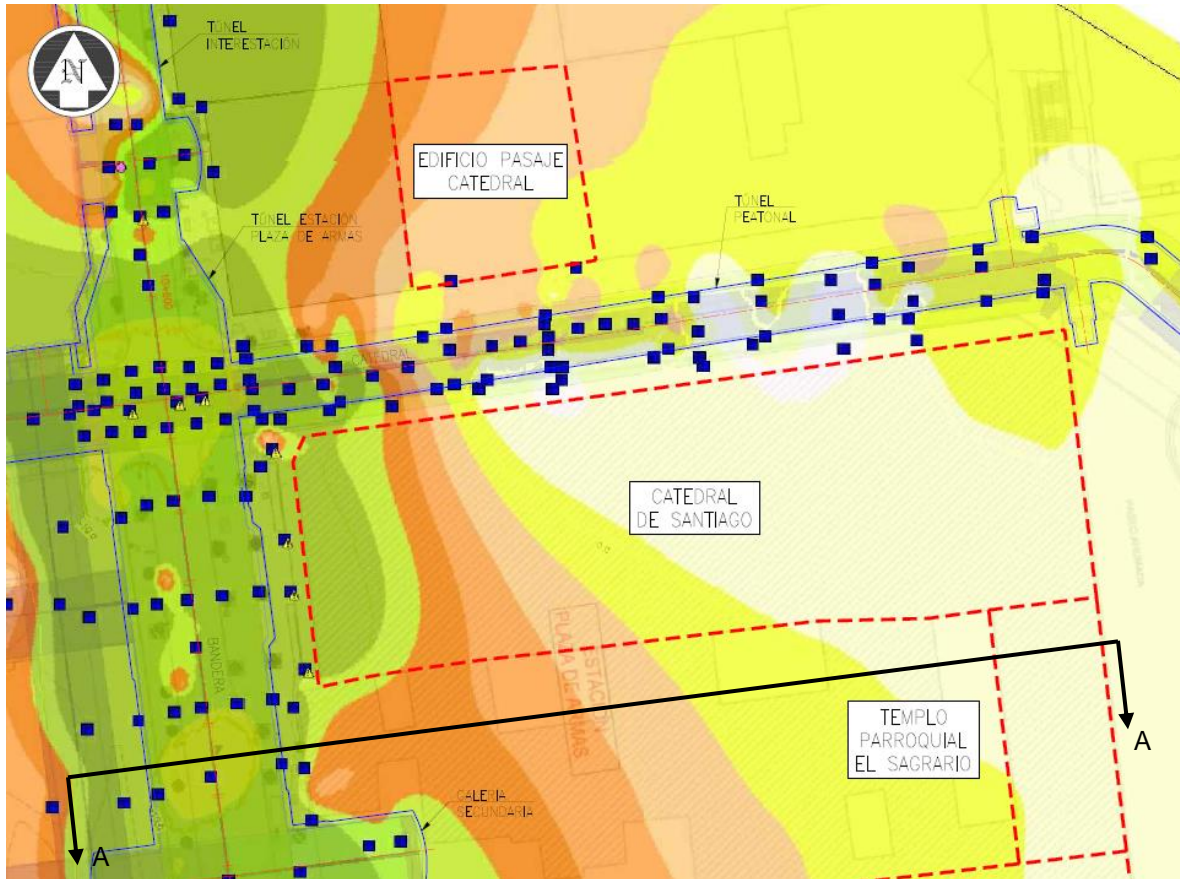 TÚNEL
INTERESTACIÓN
N
EDIFICIO PASAJE
CATEDRAL
TÚNEL
PEATONAL
TÚNEL ESTACIÓN
PLAZA DE ARMAS
CATEDRAL
CATEDRAL
DE SANTIAGO
BANDERA
ESTACIÓN
PLAZA DE ARMAS
TEMPLO
PARROQUIAL
EL SAGRARIO
A
GALERIA
SECUNDARIA
A